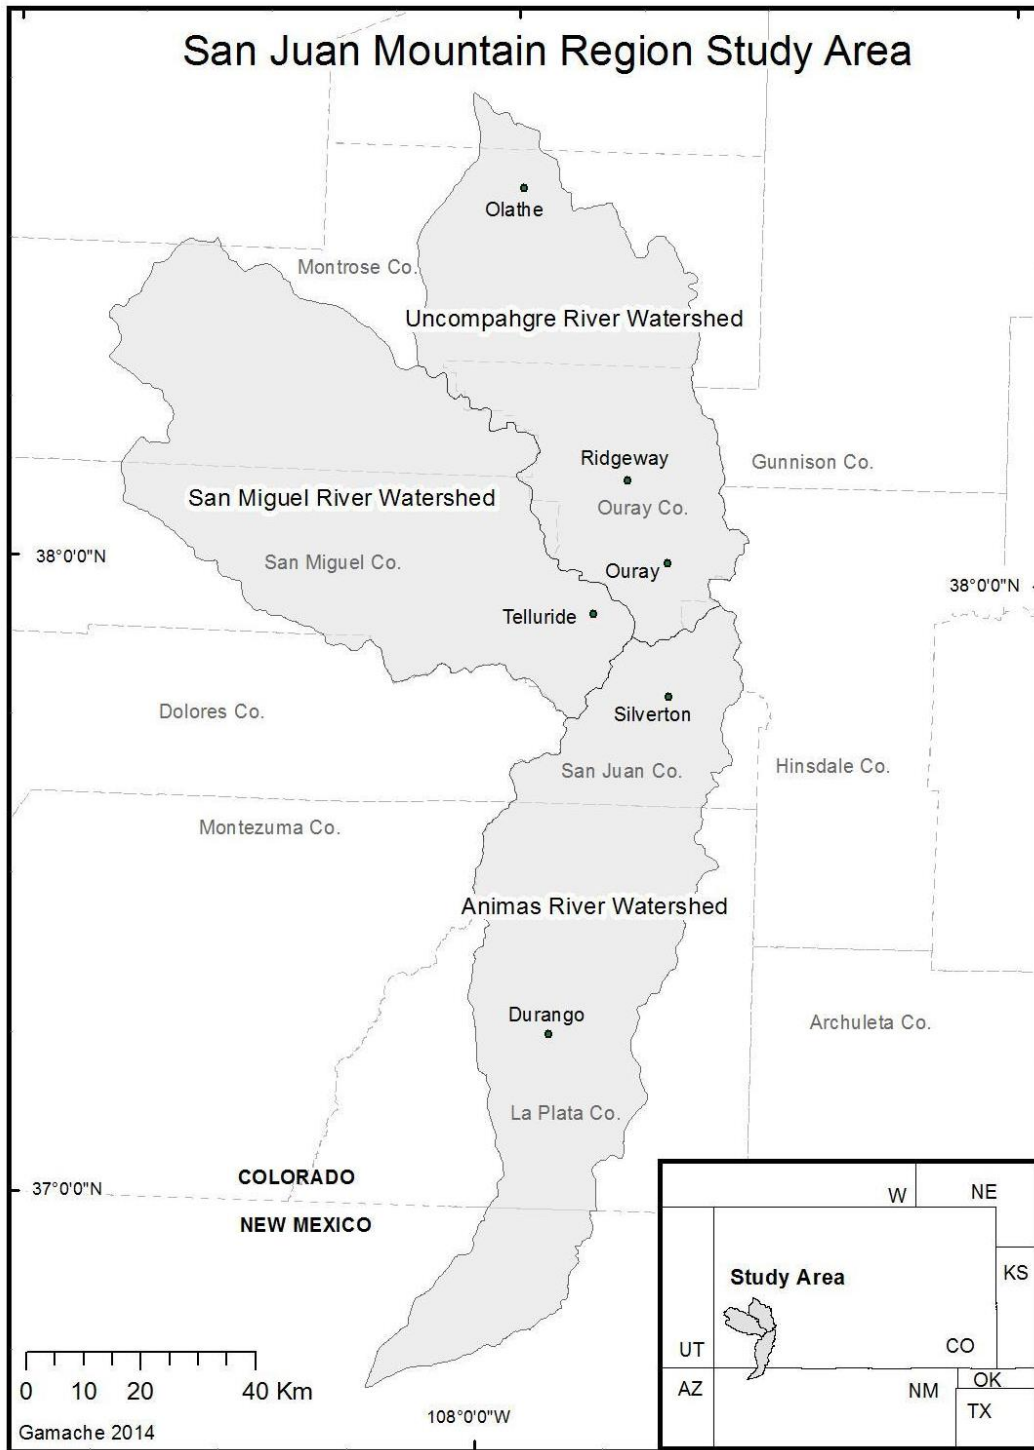 San Juan Mountain Region Study Area
Olathe
Montrose Co.
Uncompahgre River Watershed
Ridgeway
Gunnison Co.
San Miguel River Watershed
Ouray Co.
38°0'0"N
San Miguel Co.
Ouray
38°0'0"N
Telluride
Dolores Co.
Silverton
San Juan Co.
Hinsdale Co.
Montezuma Co.
Animas River Watershed
Durango
Archuleta Co.
La Plata Co.
37°0'0"N
COLORADO
NEW MEXICO
W
NE
Study Area
KS
UT
CO
AZ
NM
OK
TX
0 10 20 40 Km
108°0'0"W
Gamache 2014